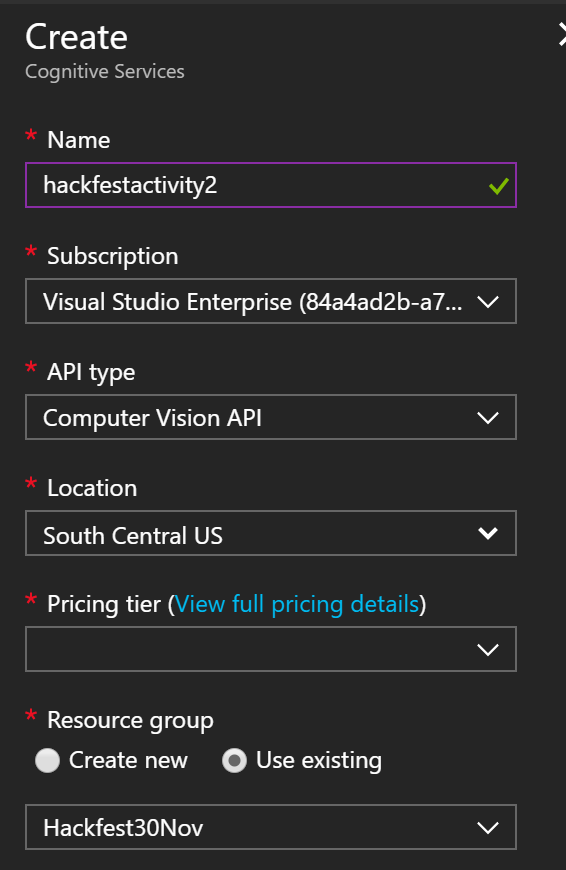 Create
Cognitive Services
* Name
hackfestactivity2
* Subscription
Visual Studio Enterprise (84a4ad2b-a7...
* API type
Computer Vision API
* Location
South Central US
* Pricing tier (View full pricing details)
* Resource group
Create new Use existing
Hackfest30Nov